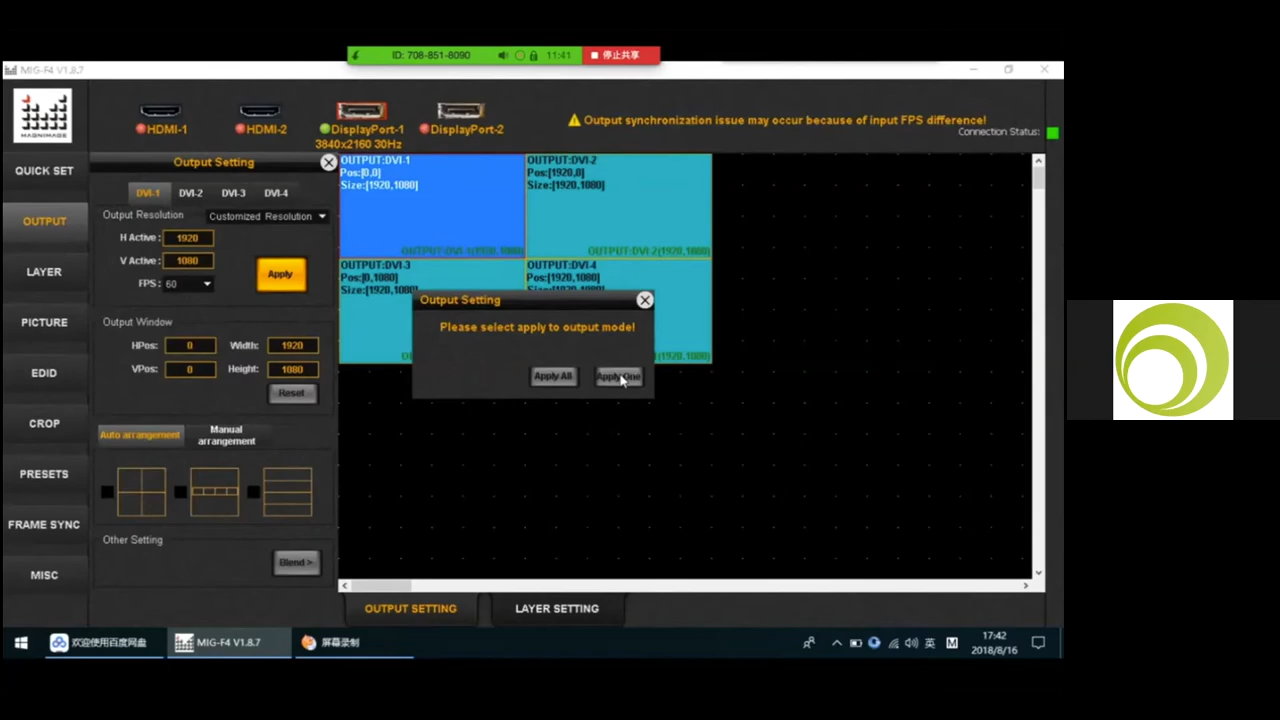 ID: 708-851-8090
11:41
停止共享
MIG-F4 V1.8.7
MAGNIMAGE
HDMI-1
HDMI-2
DisplayPort-1
DisplayPort-2
3840x2160 30Hz
Output synchronization issue may occur because of input FPS difference!
Connection Status:
QUICK SET
OUTPUT
LAYER
PICTURE
EDID
CROP
PRESETS
FRAME SYNC
MISC
Output Setting
DVI-1 DVI-2 DVI-3 DVI-4
Output Resolution Customized Resolution
H Active: 1920
V Active: 1080
FPS: 60
Apply
Output Window
HPos: 0 Width: 1920
VPos: 0 Height: 1080
Reset
Auto arrangement
Manual arrangement
Other Setting
Blend >
OUTPUT:DVI-1
Pos:[0,0]
Size:[1920,1080]
OUTPUT:DVI-1(1920,1080)
OUTPUT:DVI-2
Pos:[1920,0]
Size:[1920,1080]
OUTPUT:DVI-2(1920,1080)
OUTPUT:DVI-3
Pos:[0,1080]
Size:[1920,1080]
OUTPUT:DVI-4
Pos:[1920,1080]
Size:[1920,1080]
(1920,1080)
Output Setting
Please select apply to output mode!
Apply All
Apply One
OUTPUT SETTING
LAYER SETTING
欢迎使用百度网盘
MIG-F4 V1.8.7
屏幕录制
英
M
17:42
2018/8/16